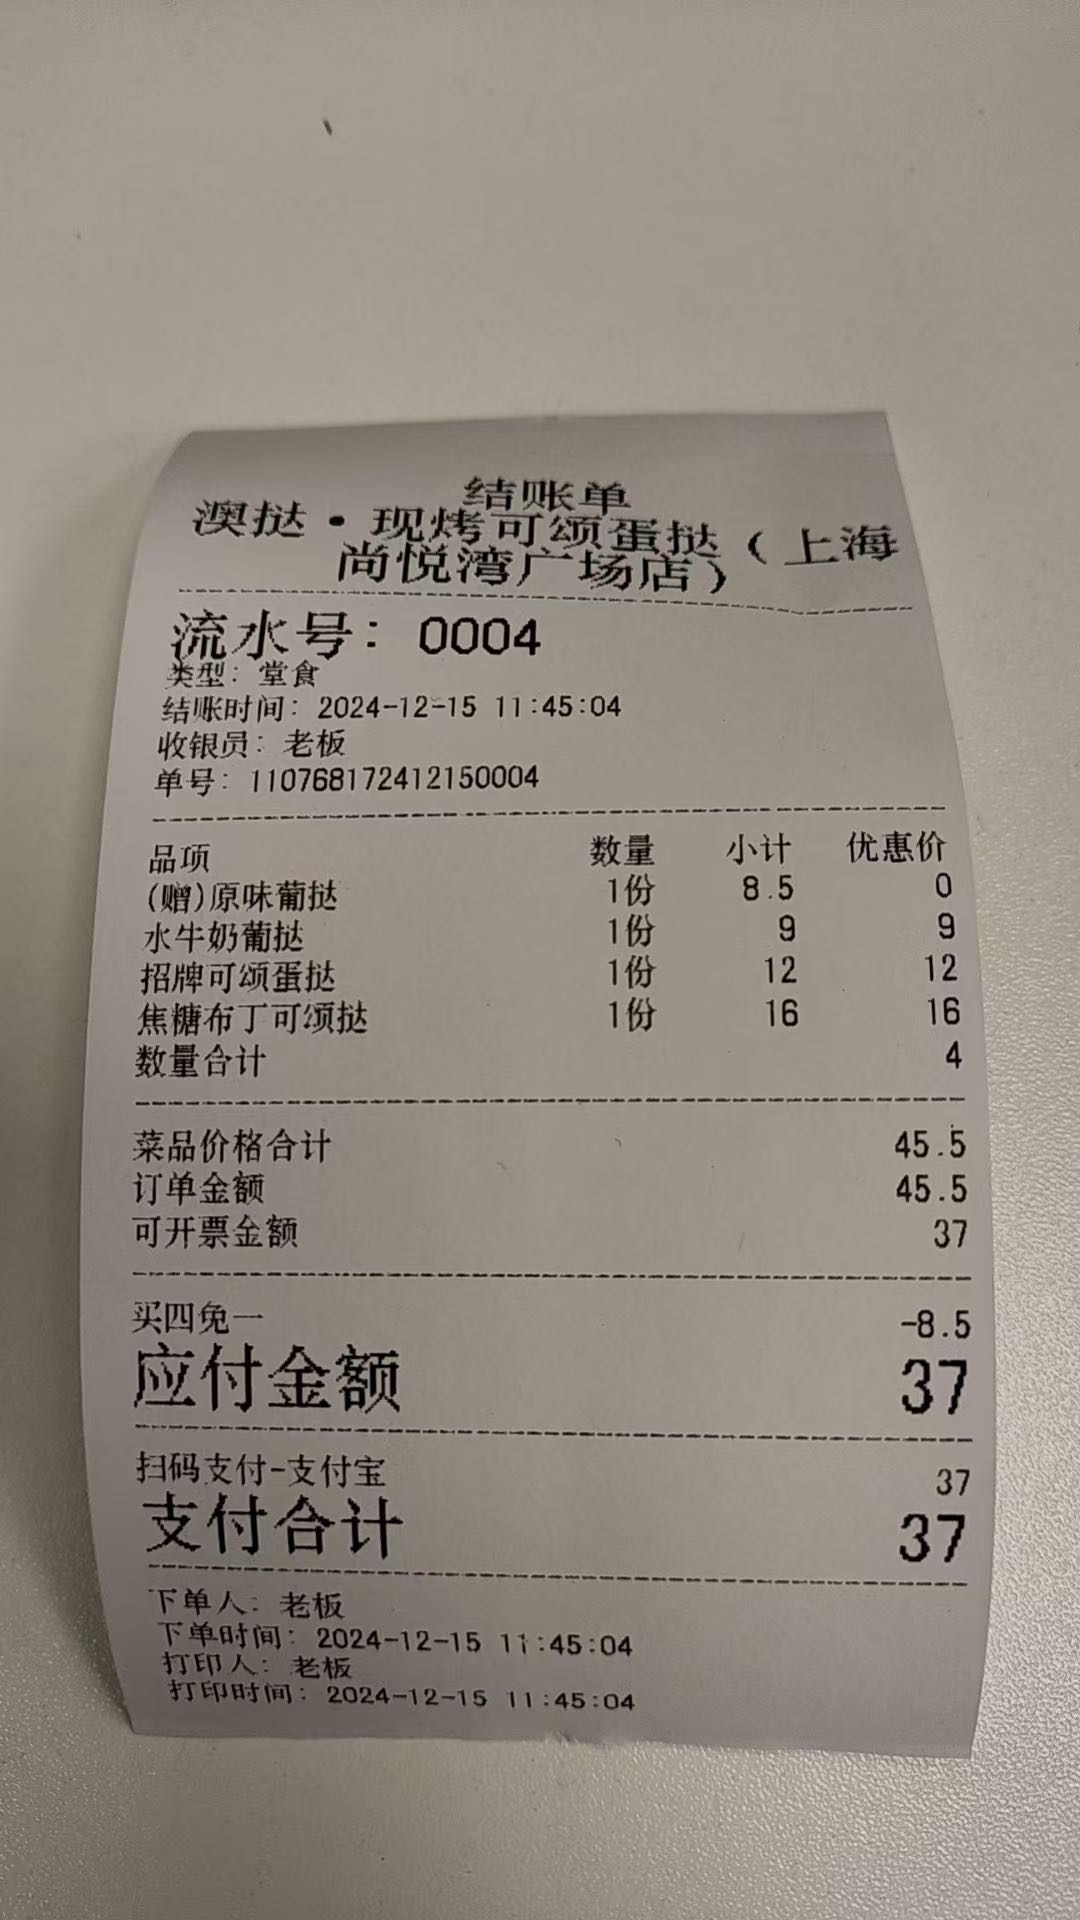 结账单
澳挞·现烤可颂蛋挞（上海
尚悦湾广场店）
流水号：0004
类型：堂食
结账时间：2024-12-15 11:45:04
收银员：老板
单号：110768172412150004
品项 数量 小计 优惠价
(赠)原味葡挞 1份 8.5 0
水牛奶葡挞 1份 9 9
招牌可颂蛋挞 1份 12 12
焦糖布丁可颂挞 1份 16 16
数量合计 4
菜品价格合计 45.5
订单金额 45.5
可开票金额 37
买四免一 -8.5
应付金额 37
扫码支付-支付宝 37
支付合计 37
下单人：老板
下单时间：2024-12-15 11:45:04
打印人：老板
打印时间：2024-12-15 11:45:04